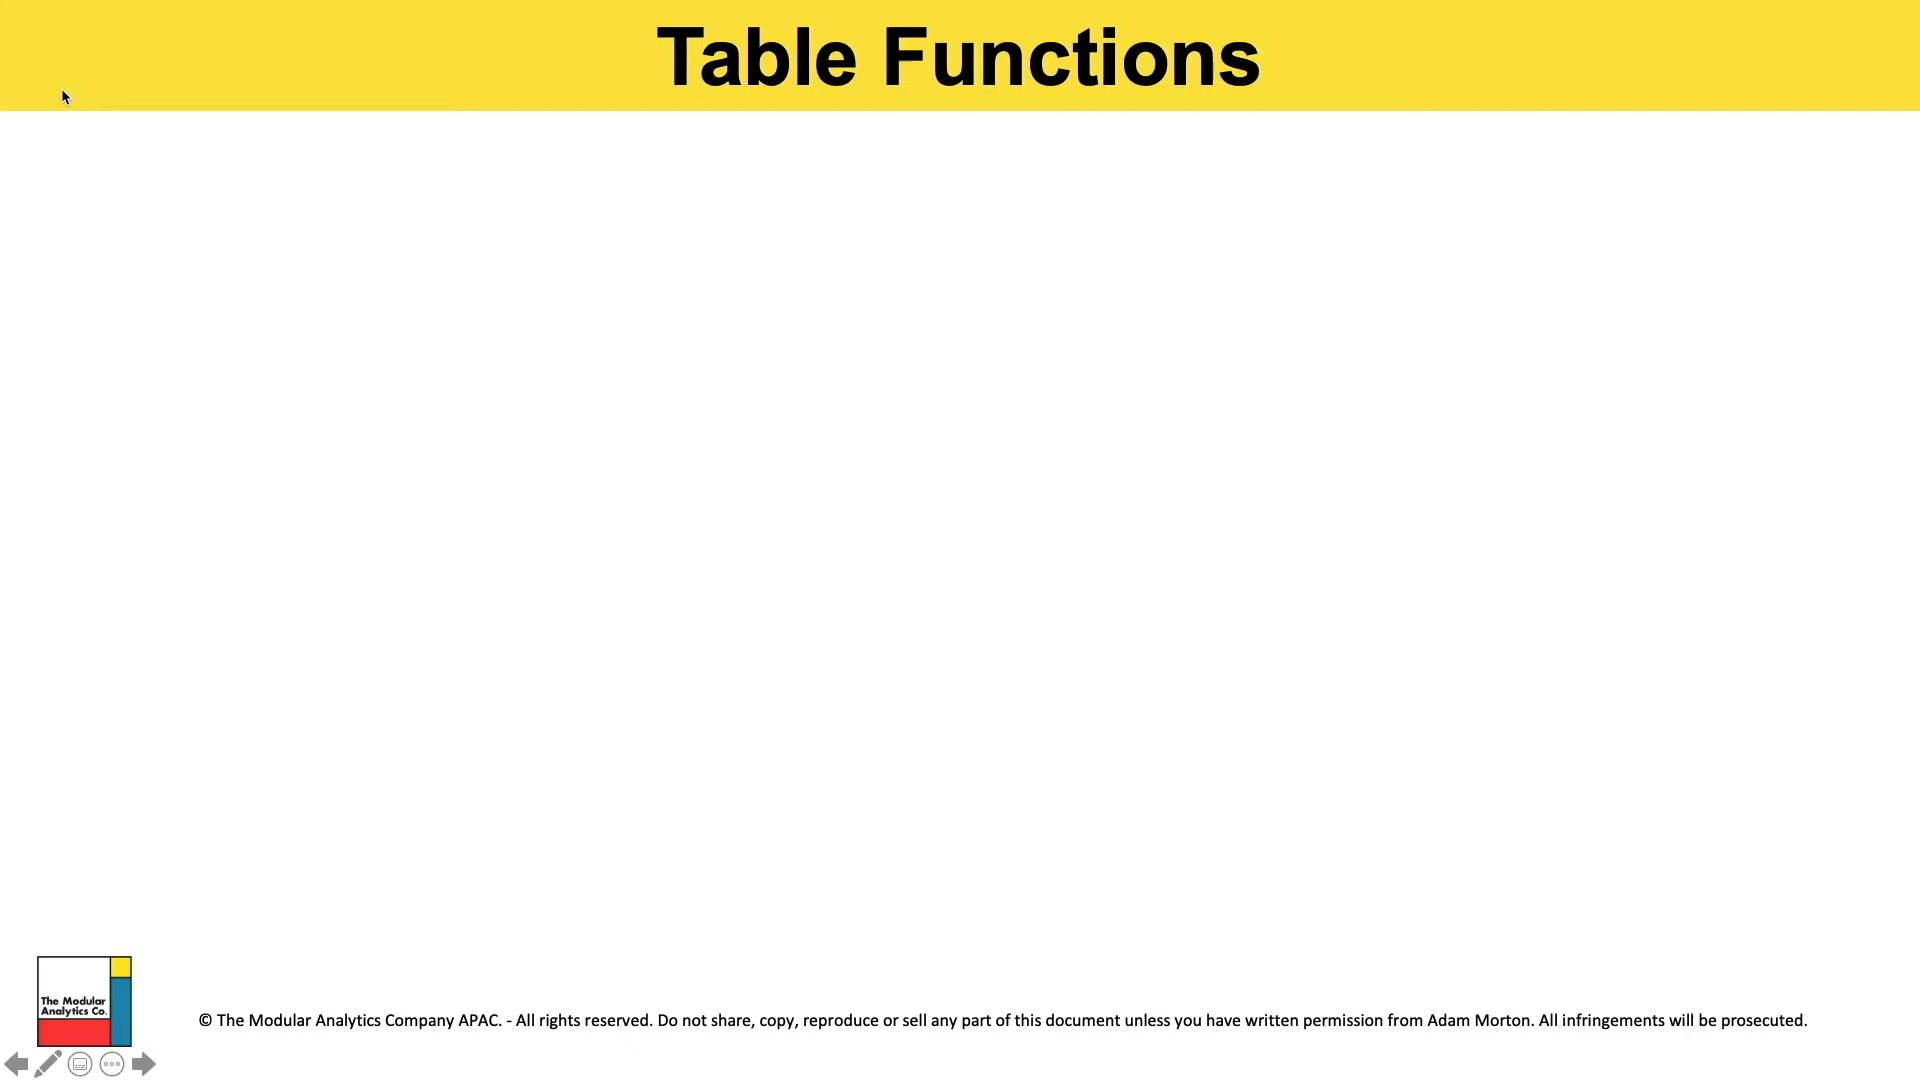 Table Functions
The Modular
Analytics Co.
© The Modular Analytics Company APAC. - All rights reserved. Do not share, copy, reproduce or sell any part of this document unless you have written permission from Adam Morton. All infringements will be prosecuted.